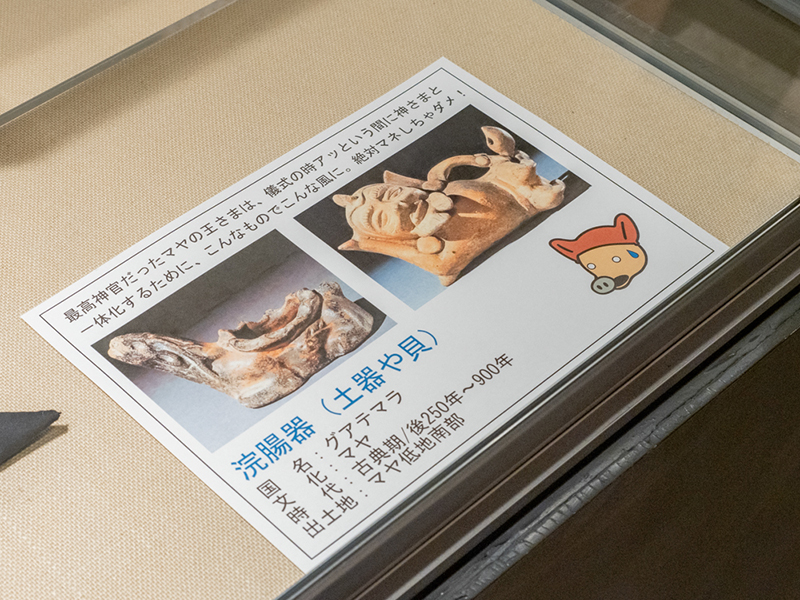 最高神官だったマヤの王さまは、儀式の時アッという間に神さまと
一体化するために、こんなものでこんな風に。絶対マネしちゃダメ！
浣腸器（土器や貝）
国　名：グアテマラ
文　化：マヤ
時　代：古典期/後250年～900年
出土地：マヤ低地南部